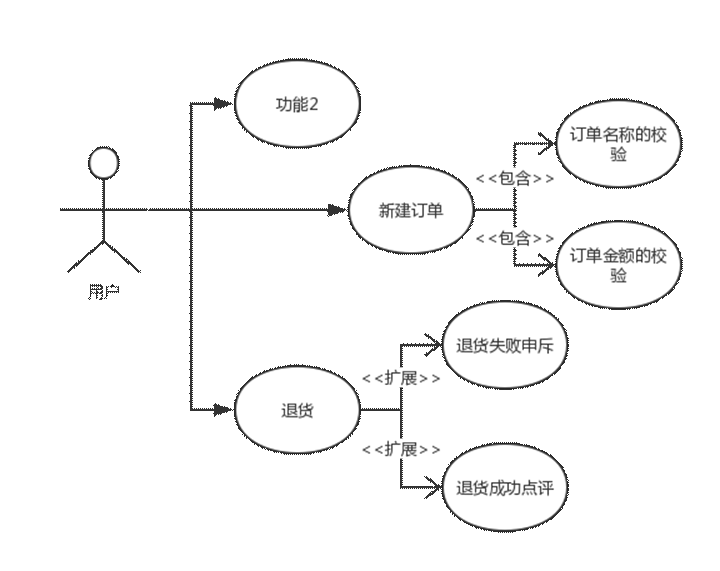 功能2
订单名称的校
验
<<包含>>
新建订单
<<包含>>
订单金额的校
验
用户
退货失败申斥
<<扩展>>
退货
<<扩展>>
退货成功点评